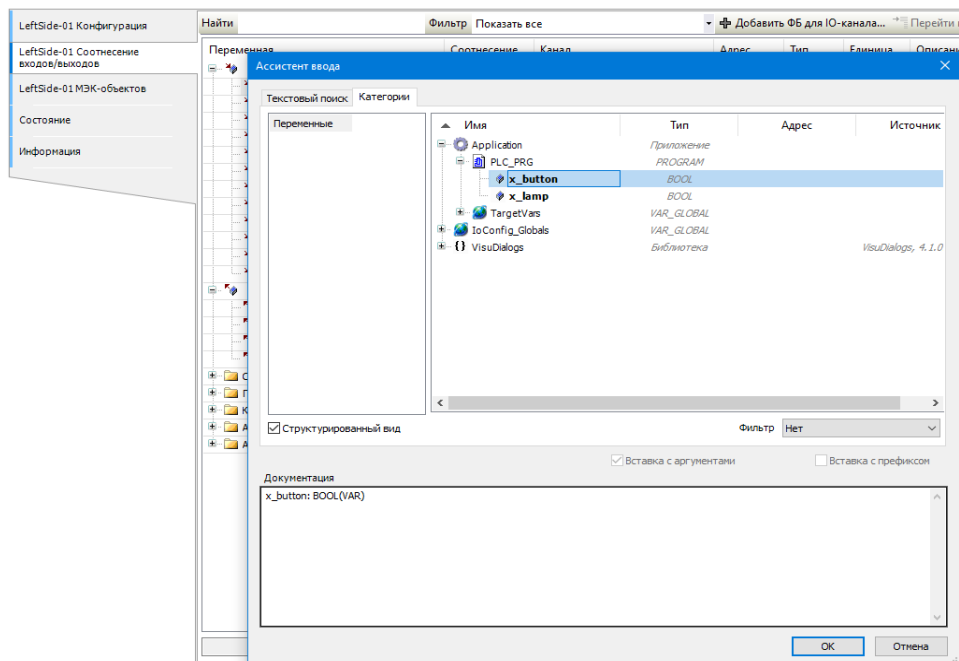 LeftSide-01 Конфигурация
LeftSide-01 Соотнесение
входов/выходов
LeftSide-01 МЭК-объектов
Состояние
Информация
Найти
Фильтр Показать все
Добавить ФБ для IO-канала...
Перейти
Переменная Соотнесение Канал Адрес Тип Единица
Ассистент ввода
Текстовый поиск Категории
Переменные
Имя Тип Адрес Источник
Application Приложение
PLC_PRG PROGRAM
x_button BOOL
x_lamp BOOL
TargetVars VAR_GLOBAL
IoConfig_Globals VAR_GLOBAL
VisuDialogs Библиотека VisuDialogs, 4.1.0
Структурированный вид
Фильтр Нет
Вставка с аргументами Вставка с префиксом
Документация
x_button: BOOL(VAR)
OK Отмена